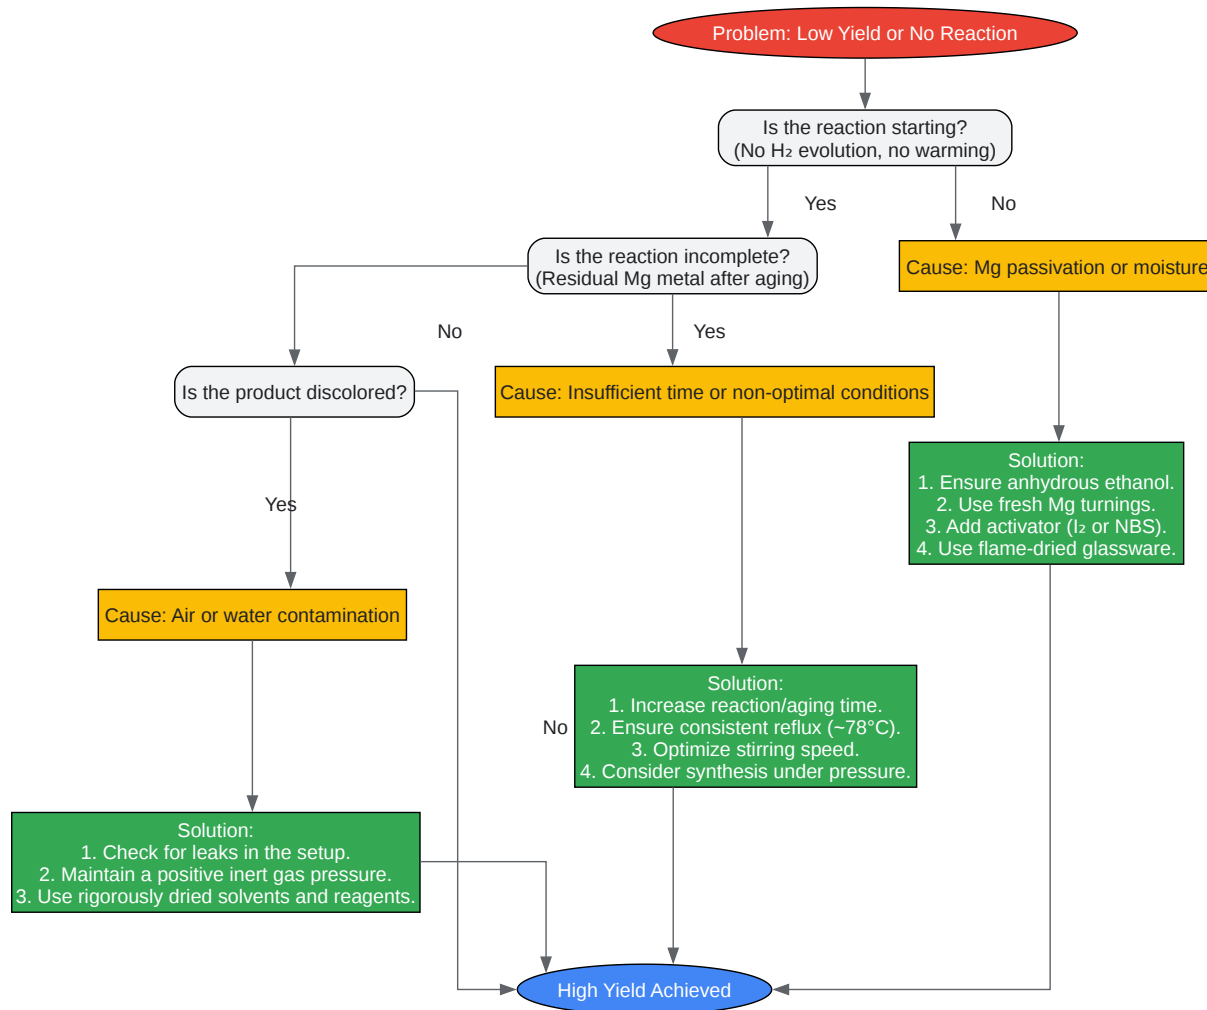 Problem: Low Yield or No Reaction
Is the reaction starting?
(No H₂ evolution, no warming)
Yes
No
Is the reaction incomplete?
(Residual Mg metal after aging)
Cause: Mg passivation or moisture
No
Yes
Is the product discolored?
Cause: Insufficient time or non-optimal conditions
Solution:
1. Ensure anhydrous ethanol.
2. Use fresh Mg turnings.
3. Add activator (I₂ or NBS).
4. Use flame-dried glassware.
Yes
Cause: Air or water contamination
Solution:
1. Increase reaction/aging time.
2. Ensure consistent reflux (~78°C).
3. Optimize stirring speed.
4. Consider synthesis under pressure.
No
Solution:
1. Check for leaks in the setup.
2. Maintain a positive inert gas pressure.
3. Use rigorously dried solvents and reagents.
High Yield Achieved